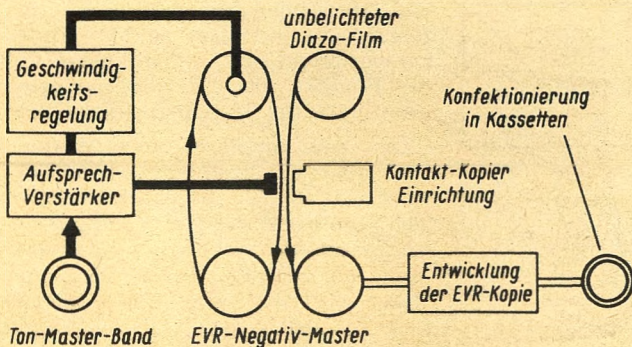 unbelichteter
Diazo-Film
Geschwindig-
keits-
regelung
Konfektionierung
in Kassetten
Aufsprech-
Verstärker
Kontakt-Kopier
Einrichtung
Entwicklung
der EVR-Kopie
Ton-Master-Band
EVR-Negativ-Master